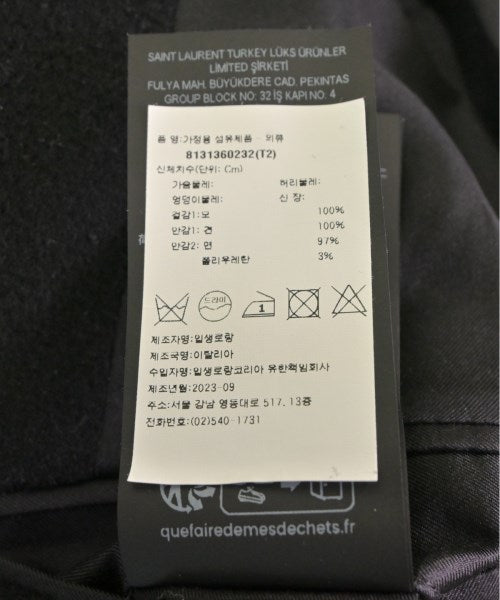 SAINT LAURENT TURKEY LÜKS ÜRÜNLER
LIMITED ŞİRKETİ
FULYA MAH. BÜYÜKDERE CAD. PEKINTAS
GROUP BLOCK NO: 32 İŞ KAPI NO. 4
품 명:가정용 섬유제품 - 외류
8131360232(T2)
신체치수(단위: Cm)
가슴둘레: 허리둘레:
엉덩이둘레: 신 장:
겉감1:모 100%
안감1: 견 100%
안감2: 면 97%
폴리우레탄 3%
드라이
1
제조자명:입생로랑
제조국명:이탈리아
수입자명:입생로랑코리아 유한책임회사
제조년월:2023-09
주소:서울 강남 영동대로 517, 13층
전화번호:(02)540-1731
quefairedemesdechets.fr